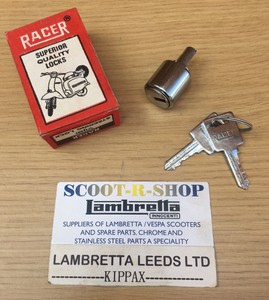 RACER
SUPERIOR
QUALITY
LOCKS
RACER
SCOOT-R-SHOP
Lambretta
INNOCENTI
SUPPLIERS OF LAMBRETTA / VESPA SCOOTERS
AND SPARE PARTS. CHROME AND
STAINLESS STEEL PARTS A SPECIALITY
LAMBRETTA LEEDS LTD
KIPPAX